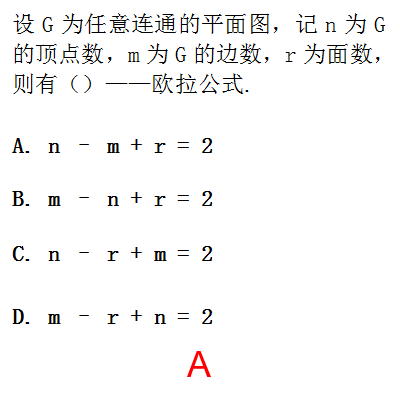 设 G 为任意连通的平面图，记 n 为 G
的顶点数，m 为 G 的边数，r 为面数，
则有（）——欧拉公式.
A. n - m + r = 2
B. m - n + r = 2
C. n - r + m = 2
D. m - r + n = 2
A